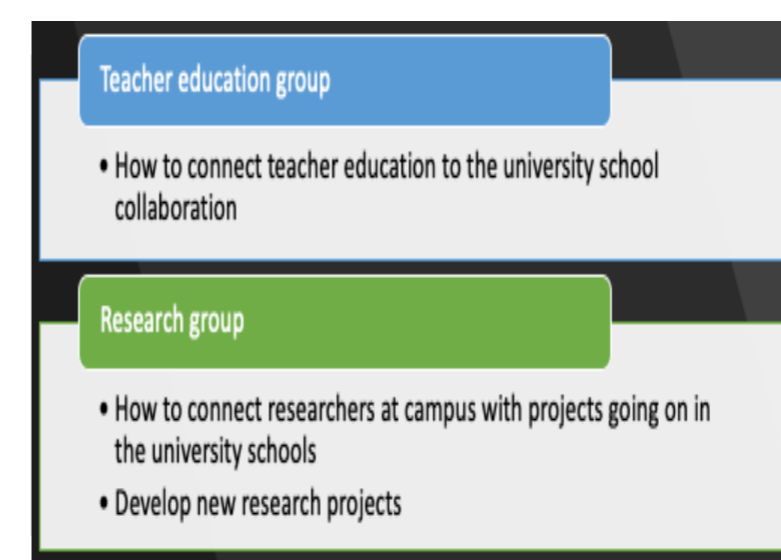 Teacher education group
• How to connect teacher education to the university school
collaboration
Research group
• How to connect researchers at campus with projects going on in
the university schools
• Develop new research projects